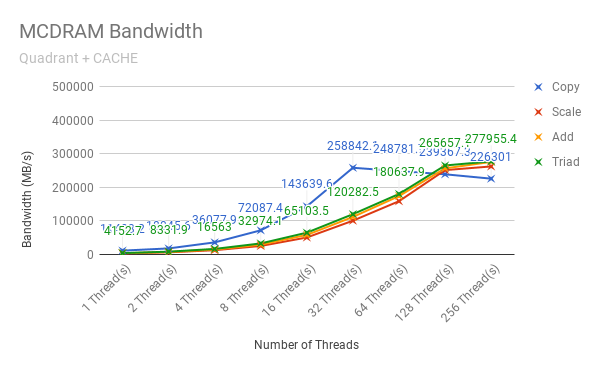 MCDRAM Bandwidth
Quadrant + CACHE
500000
400000
300000
200000
100000
0
Bandwidth (MB/s)
4152.7
8331.9
36077.9
16563
72087.4
32974.1
143639.6
65103.5
258842.
120282.5
248781.
180637.9
265657.
239367.3
277955.4
226301
1 Thread(s)
2 Thread(s)
4 Thread(s)
8 Thread(s)
16 Thread(s)
32 Thread(s)
64 Thread(s)
128 Thread(s)
256 Thread(s)
Number of Threads
Copy
Scale
Add
Triad